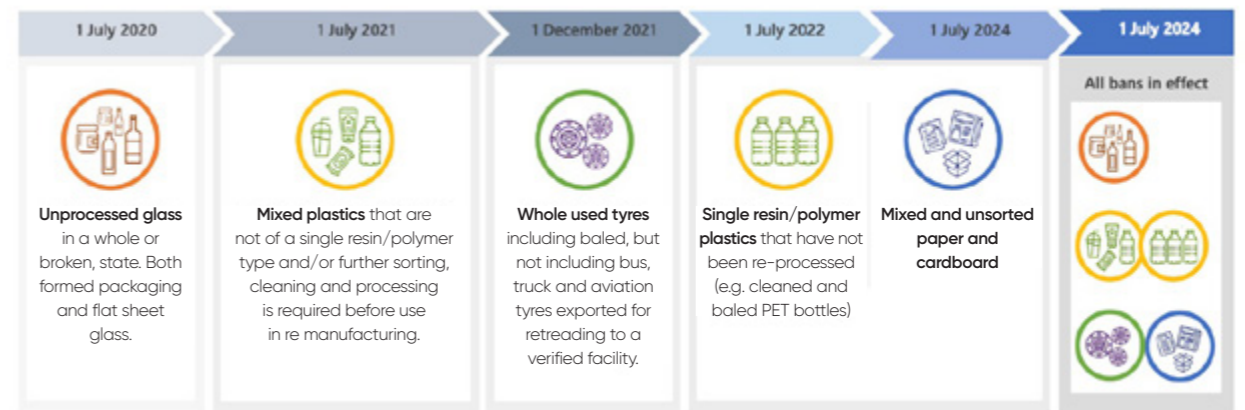 1 July 2020
1 July 2021
1 December 2021
1 July 2022
1 July 2024
1 July 2024
Unprocessed glass
in a whole or
broken, state. Both
formed packaging
and flat sheet
glass.
Mixed plastics that are
not of a single resin/polymer
type and/or further sorting,
cleaning and processing
is required before use
in re manufacturing.
Whole used tyres
including baled, but
not including bus,
truck and aviation
tyres exported for
retreading to a
verified facility.
Single resin/polymer
plastics that have not
been re-processed
(e.g. cleaned and
baled PET bottles)
Mixed and unsorted
paper and
cardboard
All bans in effect